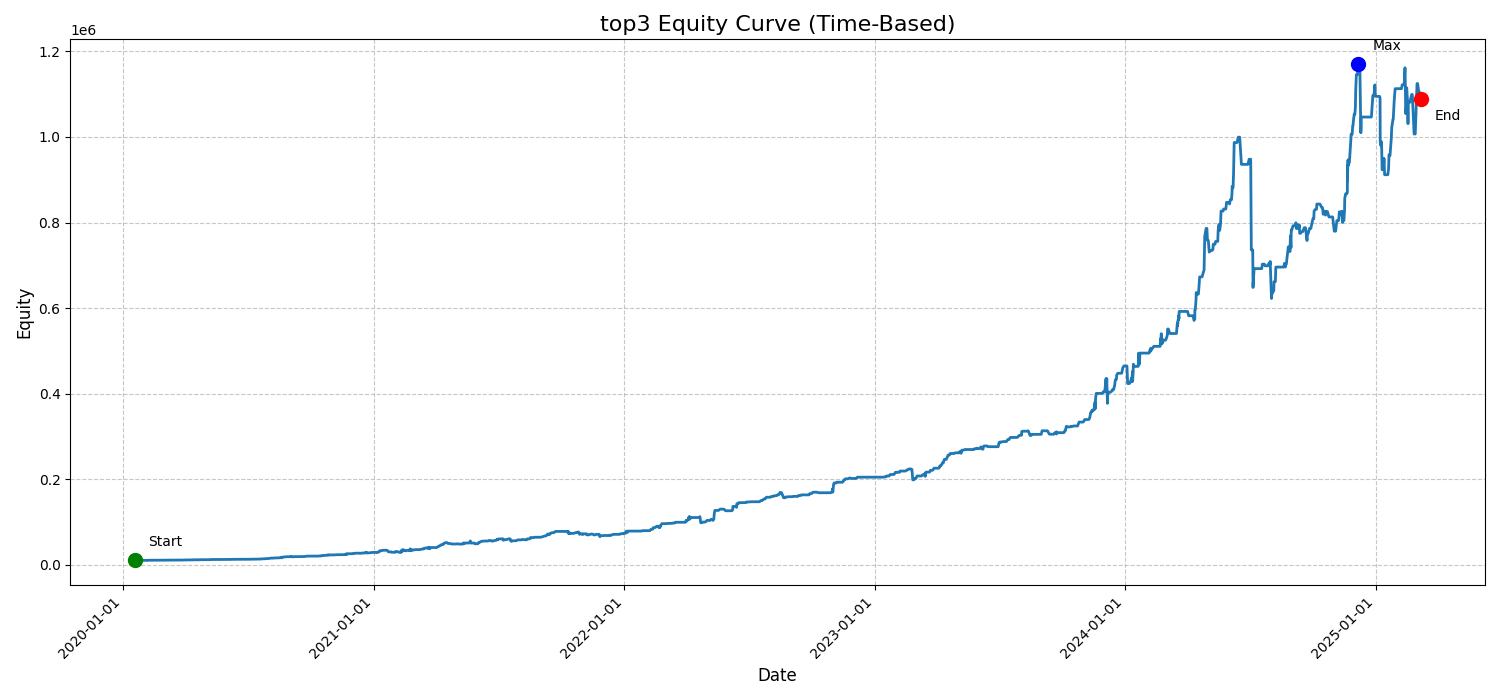 top3 Equity Curve (Time-Based)
1e6
1.2
1.0
0.8
0.6
0.4
0.2
0.0
Equity
Start
Max
End
2020-01-01
2021-01-01
2022-01-01
2023-01-01
2024-01-01
2025-01-01
Date